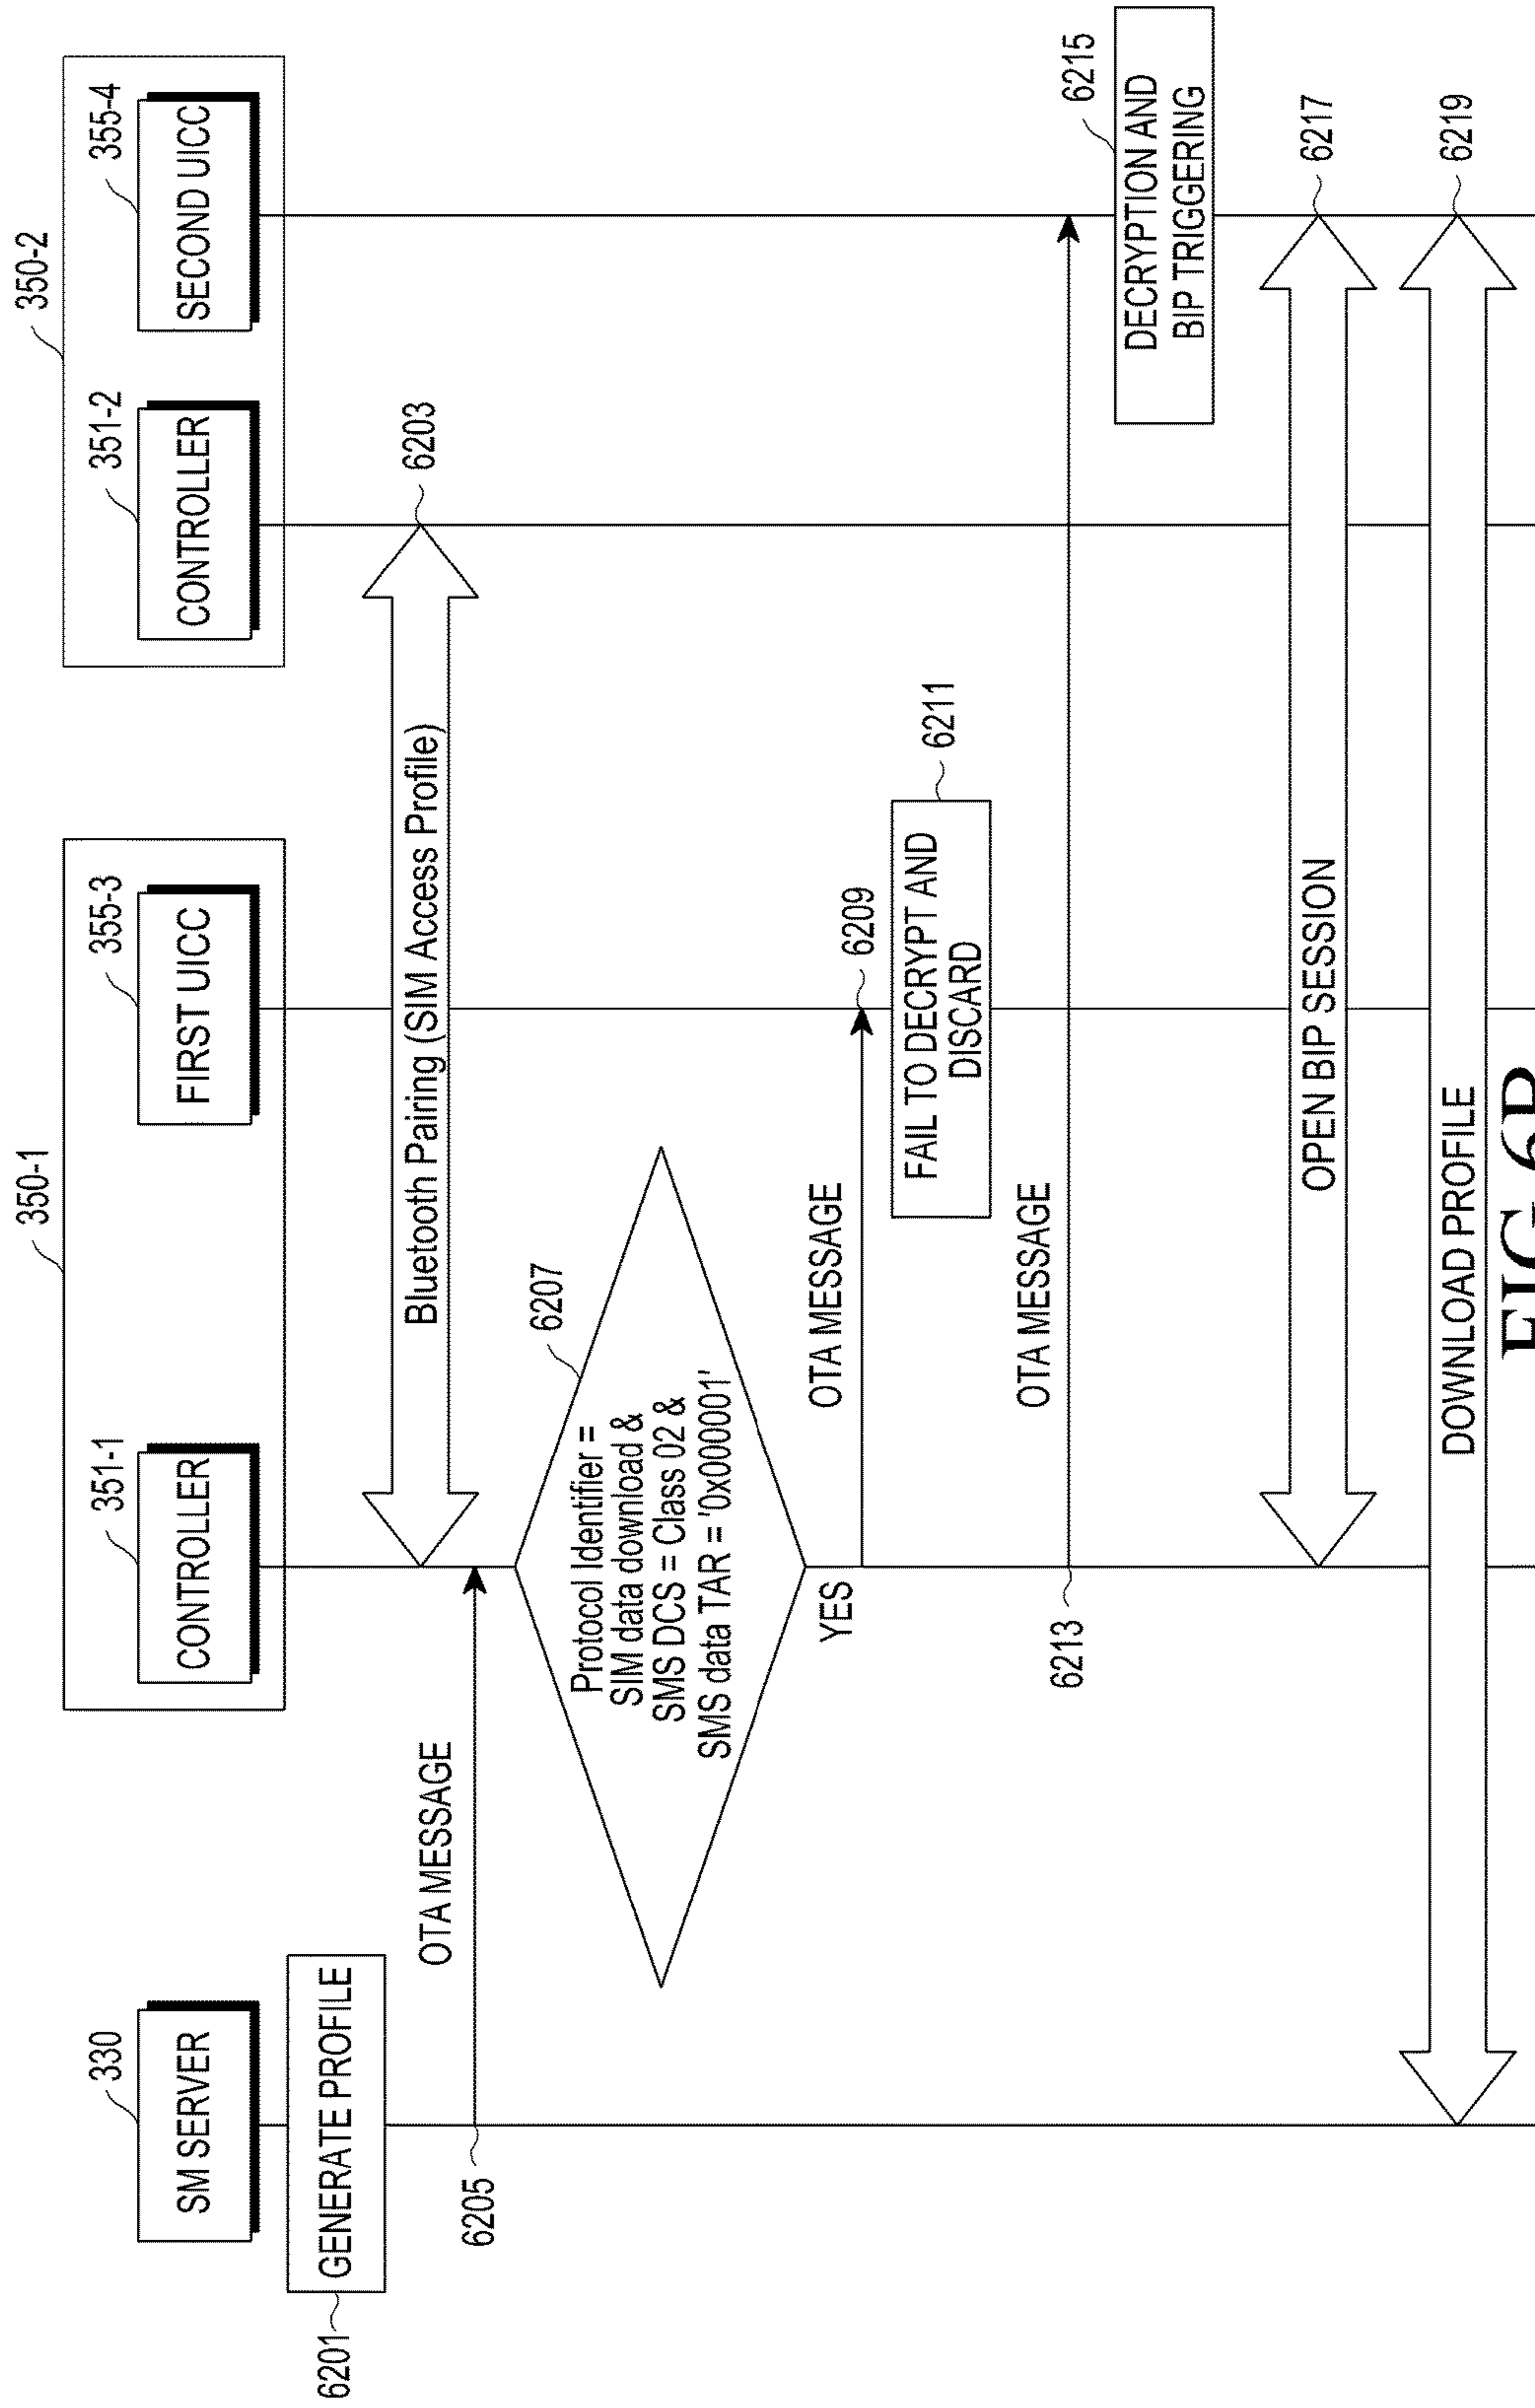 350-1
350-2
330
351-1
355-3
351-2
355-4
SM SERVER
CONTROLLER
FIRST UICC
CONTROLLER
SECOND UICC
6201
GENERATE PROFILE
Bluetooth Pairing (SIM Access Profile)
6203
OTA MESSAGE
6205
6207
Protocol Identifier =
SIM data download &
SMS DCS = Class 02 &
SMS data TAR = '0x000001'
YES
OTA MESSAGE
6209
FAIL TO DECRYPT AND
DISCARD
6211
OTA MESSAGE
6213
DECRYPTION AND
BIP TRIGGERING
6215
OPEN BIP SESSION
6217
DOWNLOAD PROFILE
6219